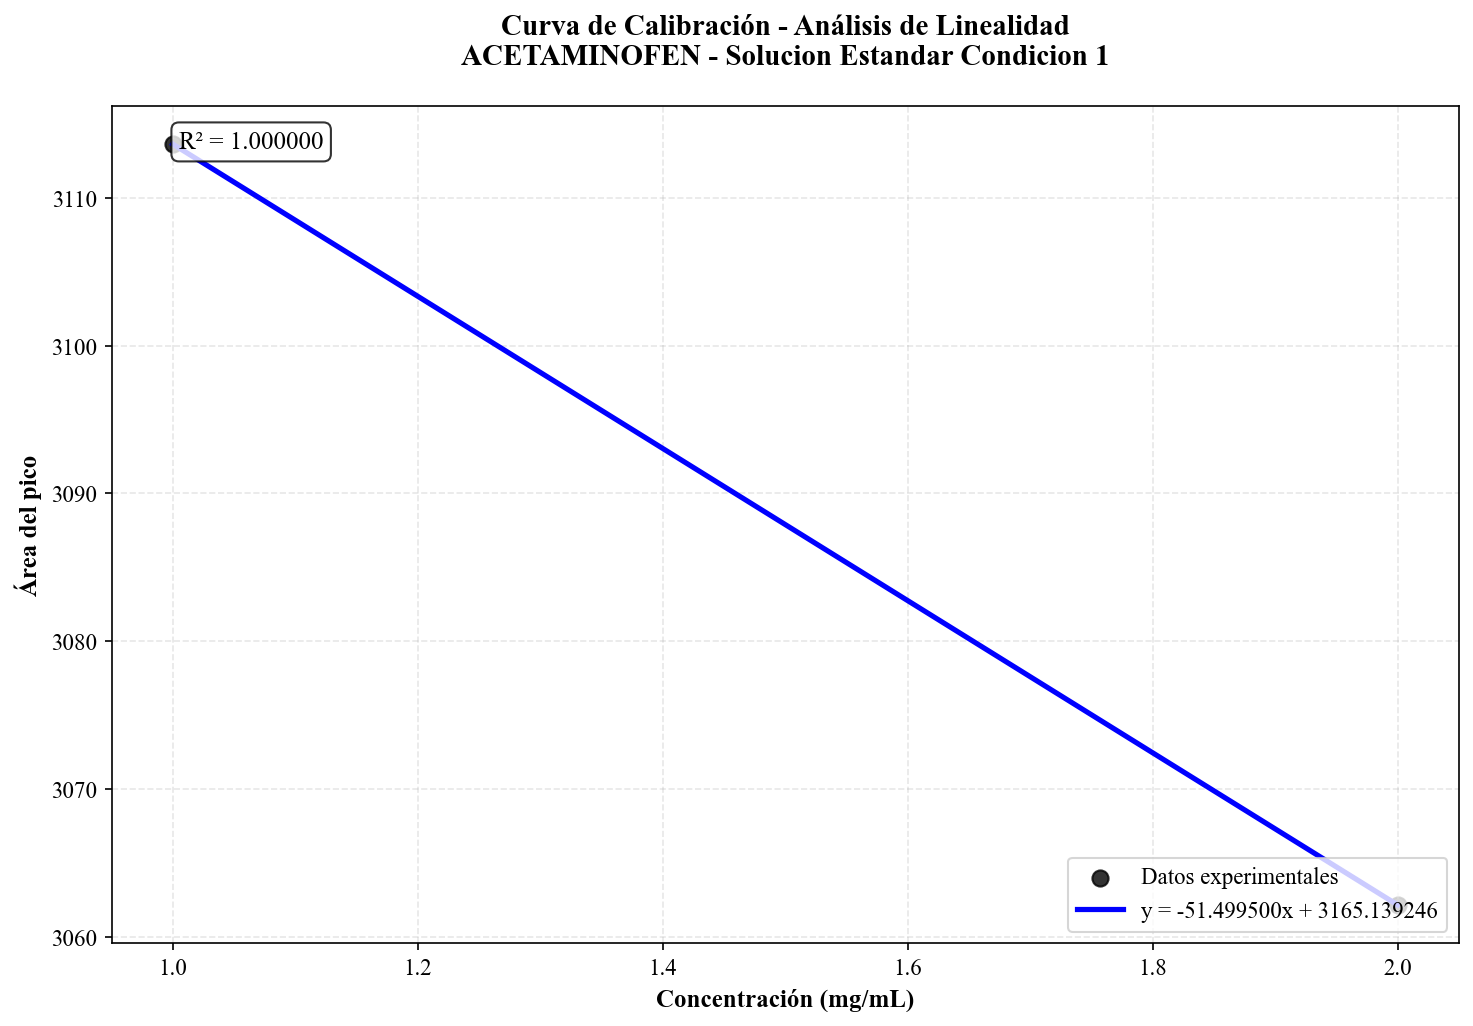 Curva de Calibración - Análisis de Linealidad
ACETAMINOFEN - Solucion Estandar Condicion 1
R² = 1.000000
Área del pico
3110
3100
3090
3080
3070
3060
Datos experimentales
y = -51.499500x + 3165.139246
1.0 1.2 1.4 1.6 1.8 2.0
Concentración (mg/mL)